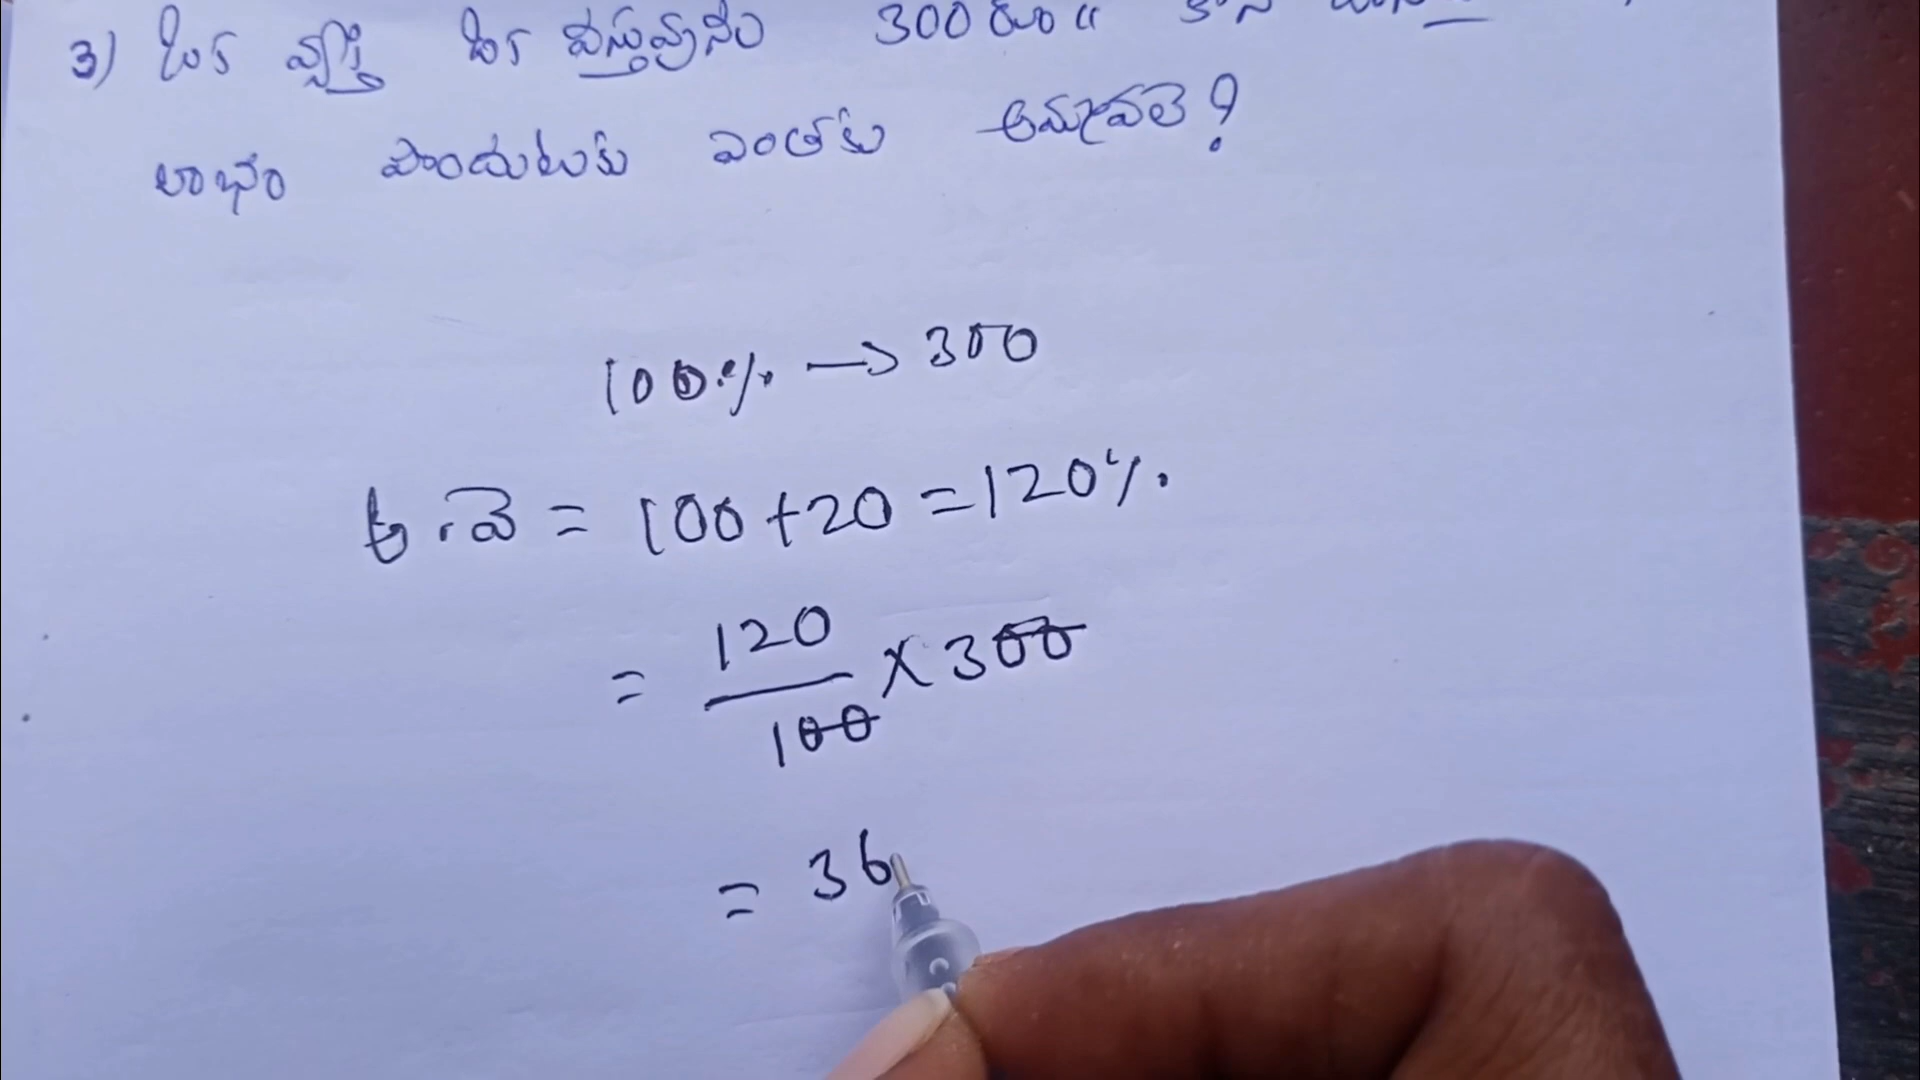 3) ఒక వ్యక్తి ఒక వస్తువును 300 రూ॥ కొని
లాభం పొందుటకు ఎంతకు అమ్మవలె?
100% → 300
అ.వె = 100 + 20 = 120%.
= 120/100 × 300
= 36